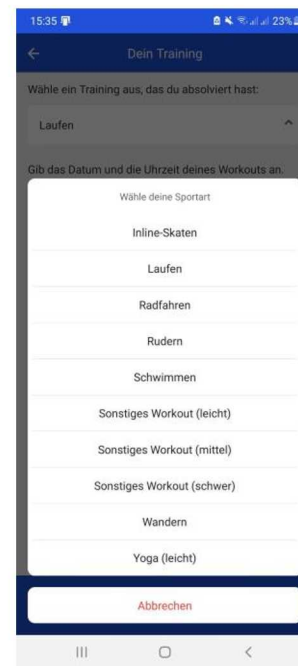 15:35 23%
Dein Training
Wähle ein Training aus, das du absolviert hast:
Laufen
Gib das Datum und die Uhrzeit deines Workouts an.
Wähle deine Sportart
Inline-Skaten
Laufen
Radfahren
Rudern
Schwimmen
Sonstiges Workout (leicht)
Sonstiges Workout (mittel)
Sonstiges Workout (schwer)
Wandern
Yoga (leicht)
Abbrechen